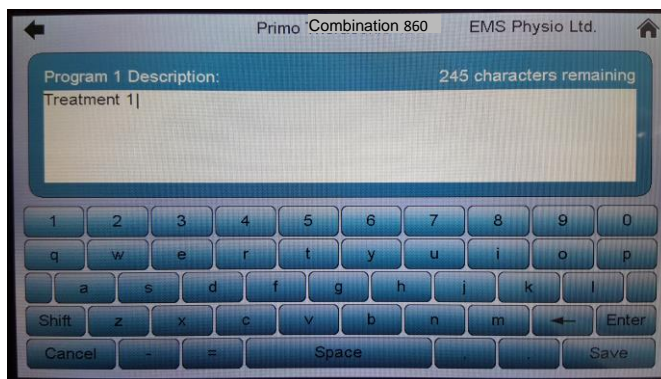 Primo Combination 860 EMS Physio Ltd.
Program 1 Description: 245 characters remaining
Treatment 1|
1 2 3 4 5 6 7 8 9 0
q w e r t y u i o p
a s d f g h j k l
Shift z x c v b n m ← Enter
Cancel - = Space , Save